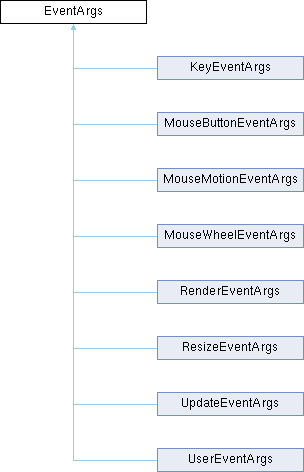 EventArgs
KeyEventArgs
MouseButtonEventArgs
MouseMotionEventArgs
MouseWheelEventArgs
RenderEventArgs
ResizeEventArgs
UpdateEventArgs
UserEventArgs